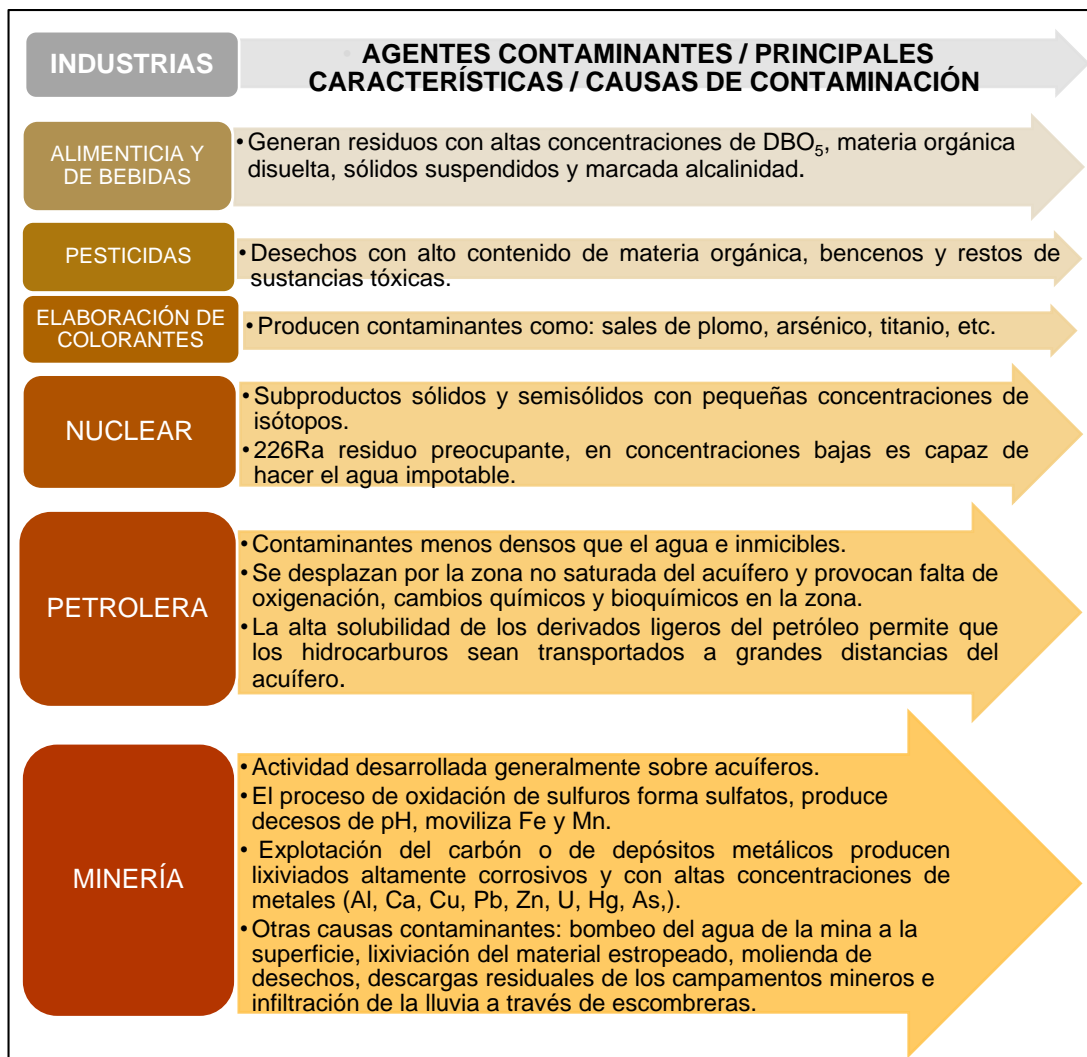 INDUSTRIAS
AGENTES CONTAMINANTES / PRINCIPALES
CARACTERÍSTICAS / CAUSAS DE CONTAMINACIÓN
ALIMENTICIA Y
DE BEBIDAS
• Generan residuos con altas concentraciones de DBO₅, materia orgánica
disuelta, sólidos suspendidos y marcada alcalinidad.
PESTICIDAS
• Desechos con alto contenido de materia orgánica, bencenos y restos de
sustancias tóxicas.
ELABORACIÓN DE
COLORANTES
• Producen contaminantes como: sales de plomo, arsénico, titanio, etc.
NUCLEAR
• Subproductos sólidos y semisólidos con pequeñas concentraciones de
isótopos.
• 226Ra residuo preocupante, en concentraciones bajas es capaz de
hacer el agua impotable.
PETROLERA
• Contaminantes menos densos que el agua e inmicibles.
• Se desplazan por la zona no saturada del acuífero y provocan falta de
oxigenación, cambios químicos y bioquímicos en la zona.
• La alta solubilidad de los derivados ligeros del petróleo permite que
los hidrocarburos sean transportados a grandes distancias del
acuífero.
MINERÍA
• Actividad desarrollada generalmente sobre acuíferos.
• El proceso de oxidación de sulfuros forma sulfatos, produce
decesos de pH, moviliza Fe y Mn.
• Explotación del carbón o de depósitos metálicos producen
lixiviados altamente corrosivos y con altas concentraciones de
metales (Al, Ca, Cu, Pb, Zn, U, Hg, As,).
• Otras causas contaminantes: bombeo del agua de la mina a la
superficie, lixiviación del material estropeado, molienda de
desechos, descargas residuales de los campamentos mineros e
infiltración de la lluvia a través de escombreras.